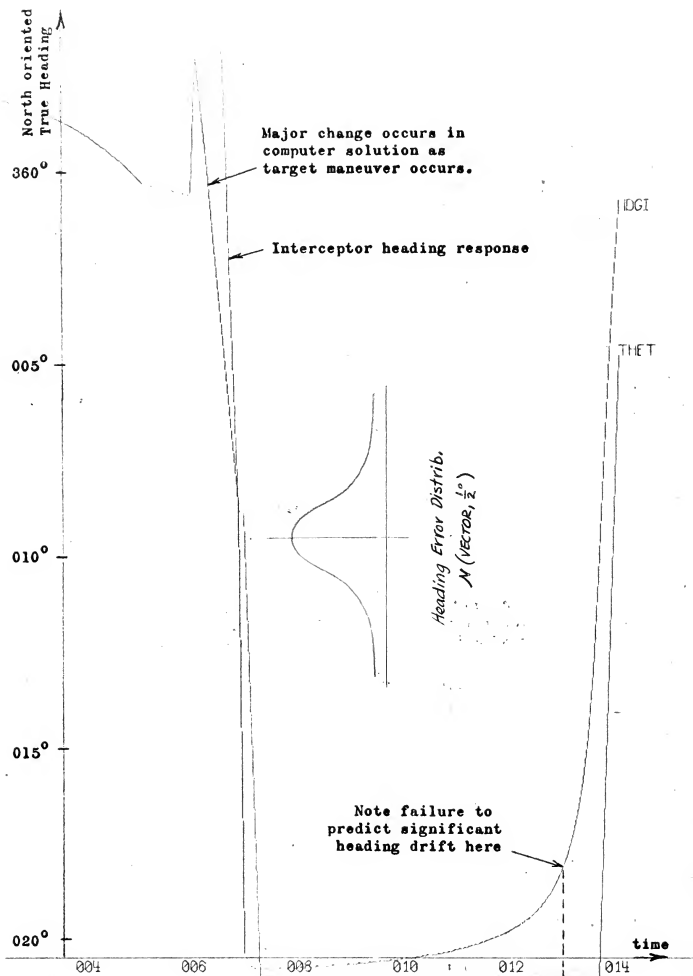 North oriented
True Heading
Major change occurs in
computer solution as
target maneuver occurs.
360°
IDGI
Interceptor heading response
005°
THET
Heading Error Distrib.
N (VECTOR, ½°)
010°
015°
Note failure to
predict significant
heading drift here
020°
time
004 006 008 010 012 014